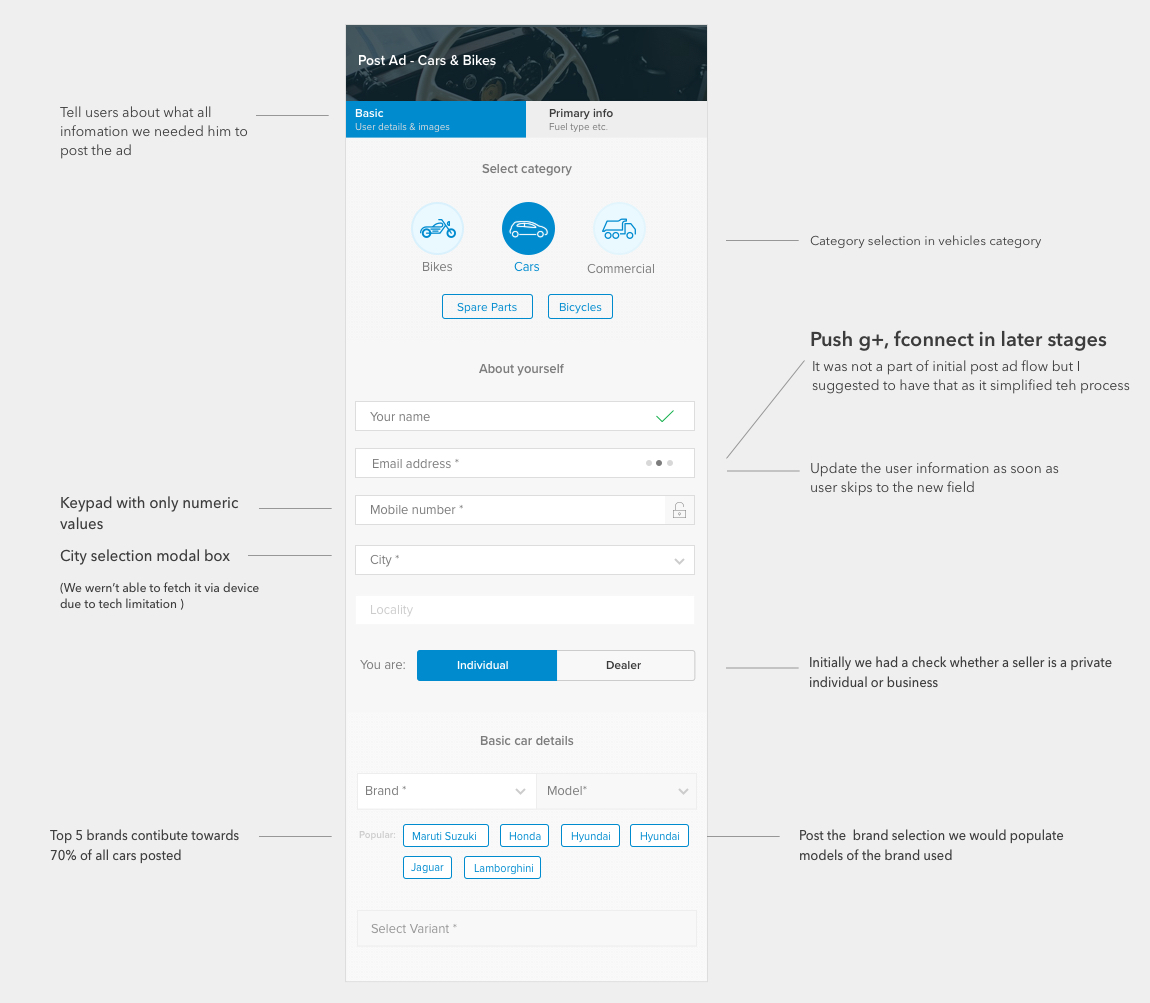 Post Ad - Cars & Bikes
Basic
User details & images
Primary info
Fuel type etc.
Tell users about what all
infomation we needed him to
post the ad
Select category
Bikes
Cars
Commercial
Category selection in vehicles category
Spare Parts
Bicycles
Push g+, fconnect in later stages
It was not a part of initial post ad flow but I
suggested to have that as it simplified teh process
About yourself
Your name
Email address *
Update the user information as soon as
user skips to the new field
Keypad with only numeric
values
Mobile number *
City selection modal box
City *
(We wern't able to fetch it via device
due to tech limitation )
Locality
You are:
Individual
Dealer
Initially we had a check whether a seller is a private
individual or business
Basic car details
Brand *
Model*
Top 5 brands contibute towards
70% of all cars posted
Popular:
Maruti Suzuki
Honda
Hyundai
Hyundai
Jaguar
Lamborghini
Post the  brand selection we would populate
models of the brand used
Select Variant *